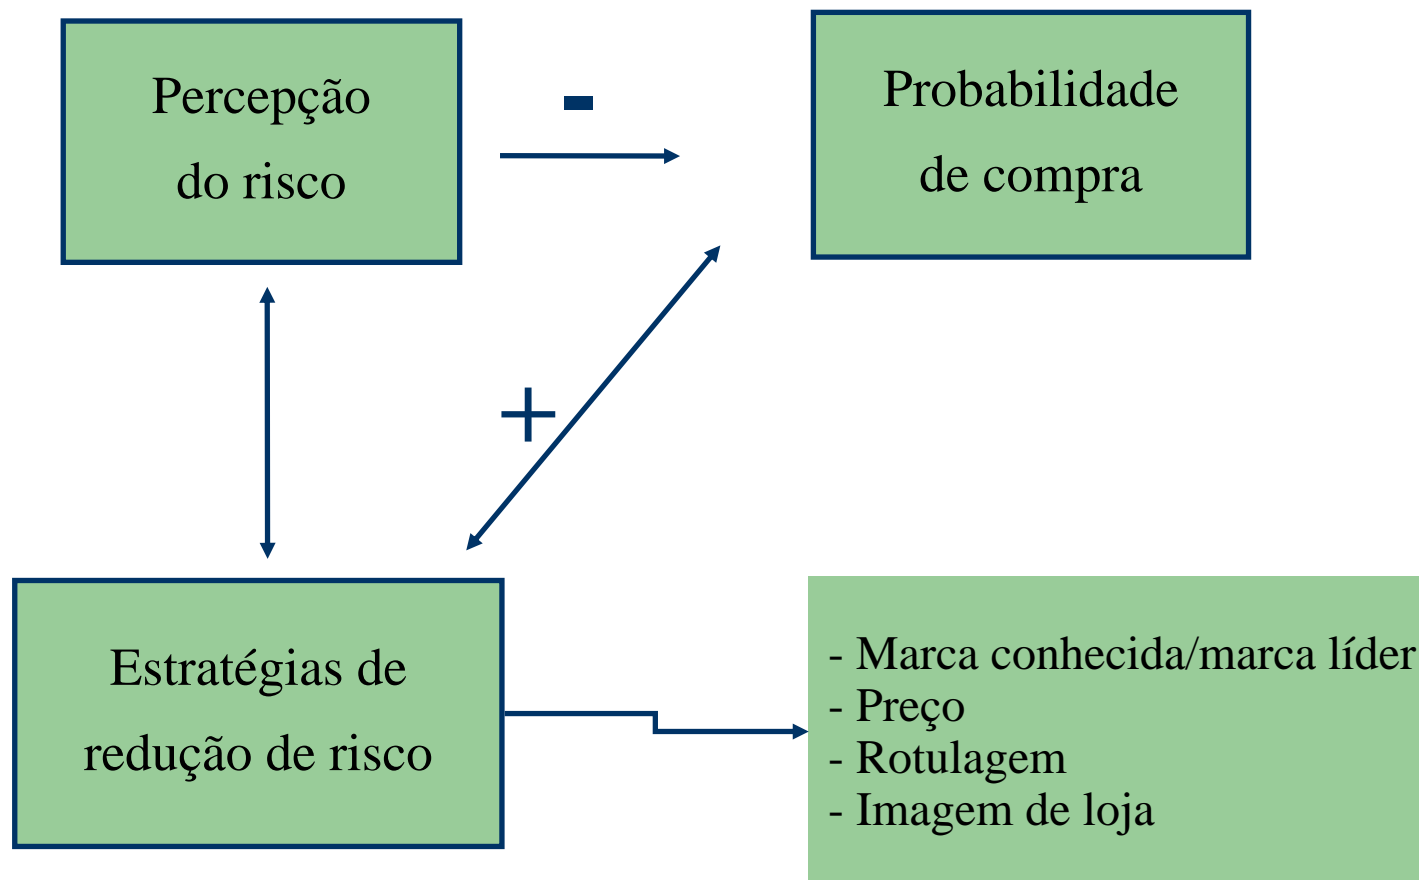 Percepção
do risco
-
Probabilidade
de compra
+
Estratégias de
redução de risco
- Marca conhecida/marca líder
- Preço
- Rotulagem
- Imagem de loja